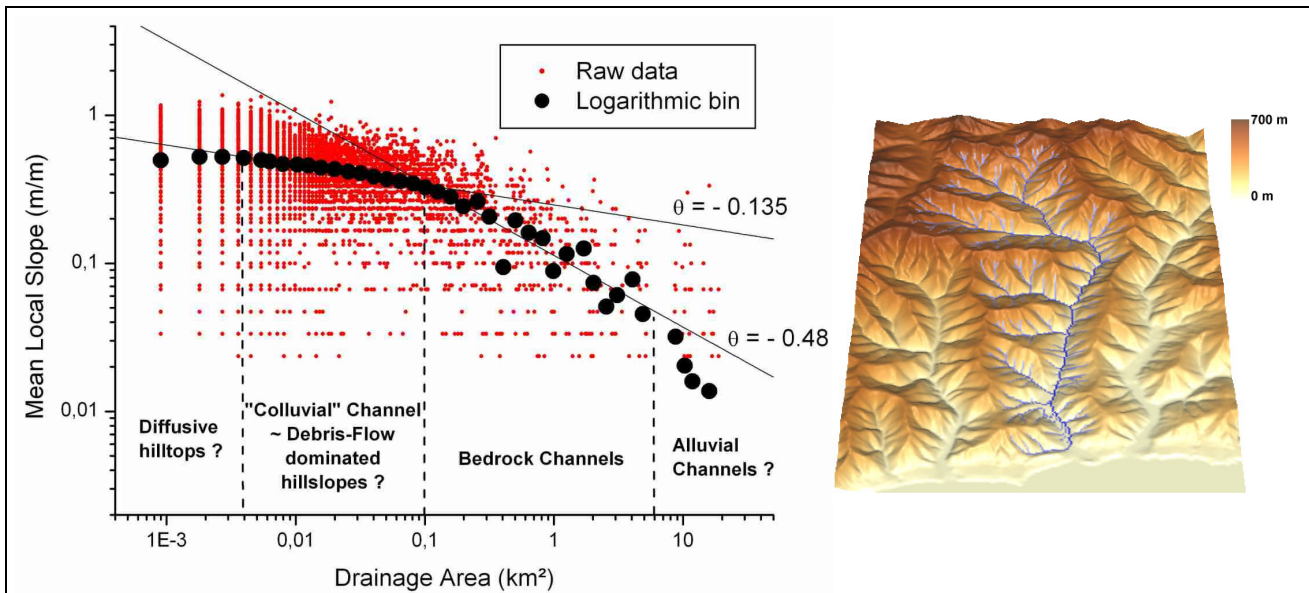 Mean Local Slope (m/m)
1
0,1
0,01
Raw data
Logarithmic bin
θ = - 0.135
θ = - 0.48
Diffusive
hilltops ?
"Colluvial" Channel
~ Debris-Flow
dominated
hillslopes ?
Bedrock Channels
Alluvial
Channels ?
1E-3
0,01
0,1
1
10
Drainage Area (km²)
700 m
0 m